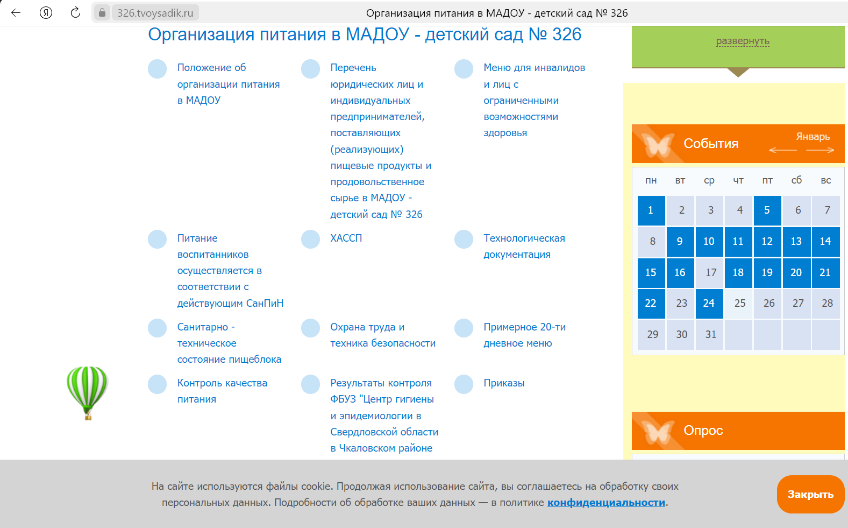 326.tvoysadik.ru
Организация питания в МАДОУ - детский сад № 326
Организация питания в МАДОУ - детский сад № 326
Положение об
организации питания
в МАДОУ
Перечень
юридических лиц и
индивидуальных
предпринимателей,
поставляющих
(реализующих)
пищевые продукты и
продовольственное
сырье в МАДОУ -
детский сад № 326
Меню для инвалидов
и лиц с
ограниченными
возможностями
здоровья
Питание
воспитанников
осуществляется в
соответствии с
действующим СанПиН
ХАССП
Технологическая
документация
Санитарно -
техническое
состояние пищеблока
Охрана труда и
техника безопасности
Примерное 20-ти
дневное меню
Контроль качества
питания
Результаты контроля
ФБУЗ "Центр гигиены
и эпидемиологии в
Свердловской области
в Чкаловском районе
Приказы
развернуть
События
Январь
пн вт ср чт пт сб вс
1 2 3 4 5 6 7
8 9 10 11 12 13 14
15 16 17 18 19 20 21
22 23 24 25 26 27 28
29 30 31
Опрос
На сайте используются файлы cookie. Продолжая использование сайта, вы соглашаетесь на обработку своих
персональных данных. Подробности об обработке ваших данных — в политике конфиденциальности.
Закрыть